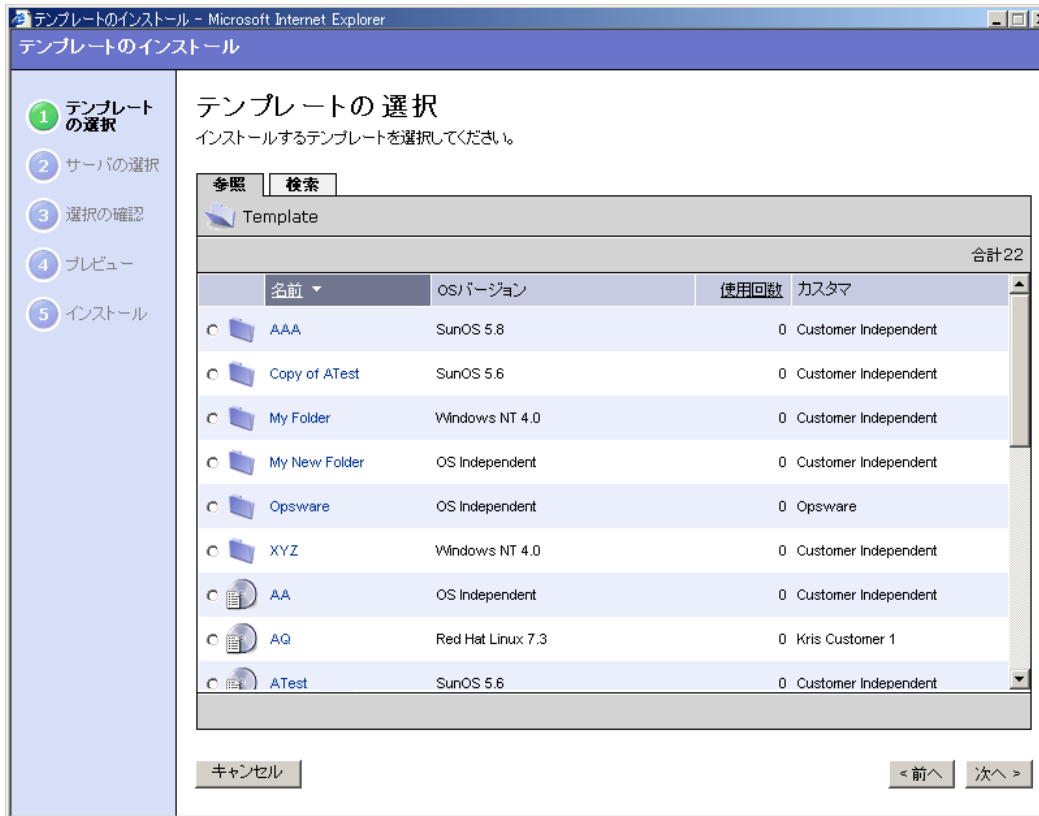 テンプレートのインストール - Microsoft Internet Explorer
テンプレートのインストール
1 テンプレート
の選択
2 サーバの選択
3 選択の確認
4 プレビュー
5 インストール
テンプレートの 選択
インストールするテンプレートを選択してください。
参照 検索
Template
合計22
名前 OSバージョン 使用回数 カスタマ
AAA SunOS 5.8 0 Customer Independent
Copy of ATest SunOS 5.6 0 Customer Independent
My Folder Windows NT 4.0 0 Customer Independent
My New Folder OS Independent 0 Customer Independent
Opsware OS Independent 0 Opsware
XYZ Windows NT 4.0 0 Customer Independent
AA OS Independent 0 Customer Independent
AQ Red Hat Linux 7.3 0 Kris Customer 1
ATest SunOS 5.6 0 Customer Independent
キャンセル < 前へ 次へ >